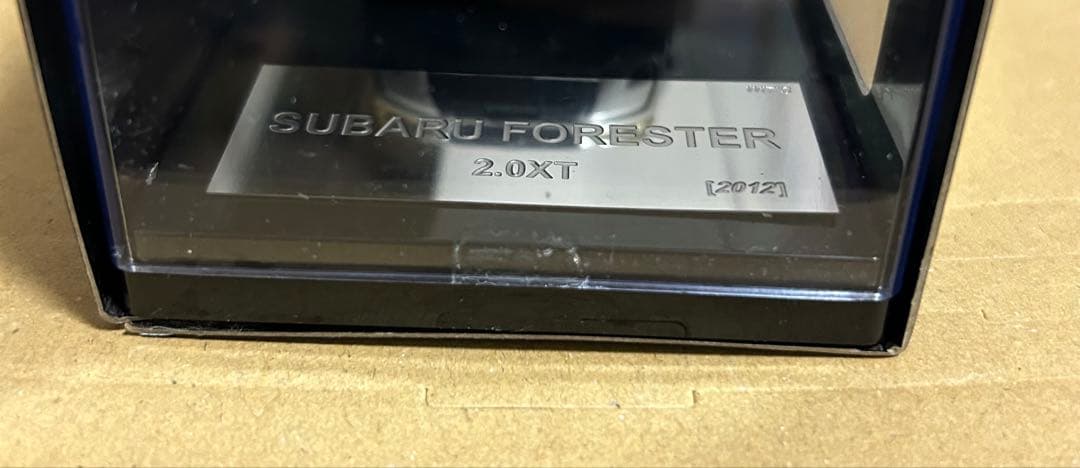 SUBARU FORESTER
2.0XT
[2012]